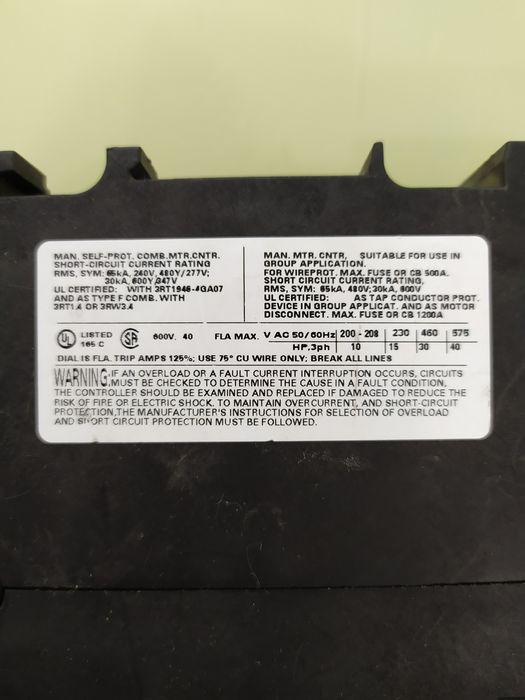 MAN. SELF-PROT. COMB.MTR.CNTR.
SHORT-CIRCUIT CURRENT RATING
RMS, SYM: 65kA, 240V, 480Y/277V;
30kA, 600Y/347V
UL CERTIFIED: WITH 3RT1946-4GA07
AND AS TYPE F COMB. WITH
3RT1.4 OR 3RW3.4
MAN. MTR. CNTR, SUITABLE FOR USE IN
GROUP APPLICATION.
FOR WIREPROT. MAX. FUSE OR CB 500A.
SHORT CIRCUIT CURRENT RATING,
RMS, SYM: 65kA, 480V; 30kA, 600V
UL CERTIFIED: AS TAP CONDUCTOR PROT.
DEVICE IN GROUP APPLICAT. AND AS MOTOR
DISCONNECT. MAX. FUSE OR CB 1200A
UL LISTED 165 C SA 600V. 40 FLA MAX. V AC 50/60Hz 200 - 208 230 460 575
HP,3ph 10 15 30 40
DIAL IS FLA. TRIP AMPS 125%; USE 75° CU WIRE ONLY; BREAK ALL LINES
WARNING:IF AN OVERLOAD OR A FAULT CURRENT INTERRUPTION OCCURS, CIRCUITS
MUST BE CHECKED TO DETERMINE THE CAUSE IN A FAULT CONDITION,
THE CONTROLLER SHOULD BE EXAMINED AND REPLACED IF DAMAGED TO REDUCE THE
RISK OF FIRE OR ELECTRIC SHOCK. TO MAINTAIN OVERCURRENT, AND SHORT-CIRCUIT
PROTECTION,THE MANUFACTURER'S INSTRUCTIONS FOR SELECTION OF OVERLOAD
AND SHORT CIRCUIT PROTECTION MUST BE FOLLOWED.